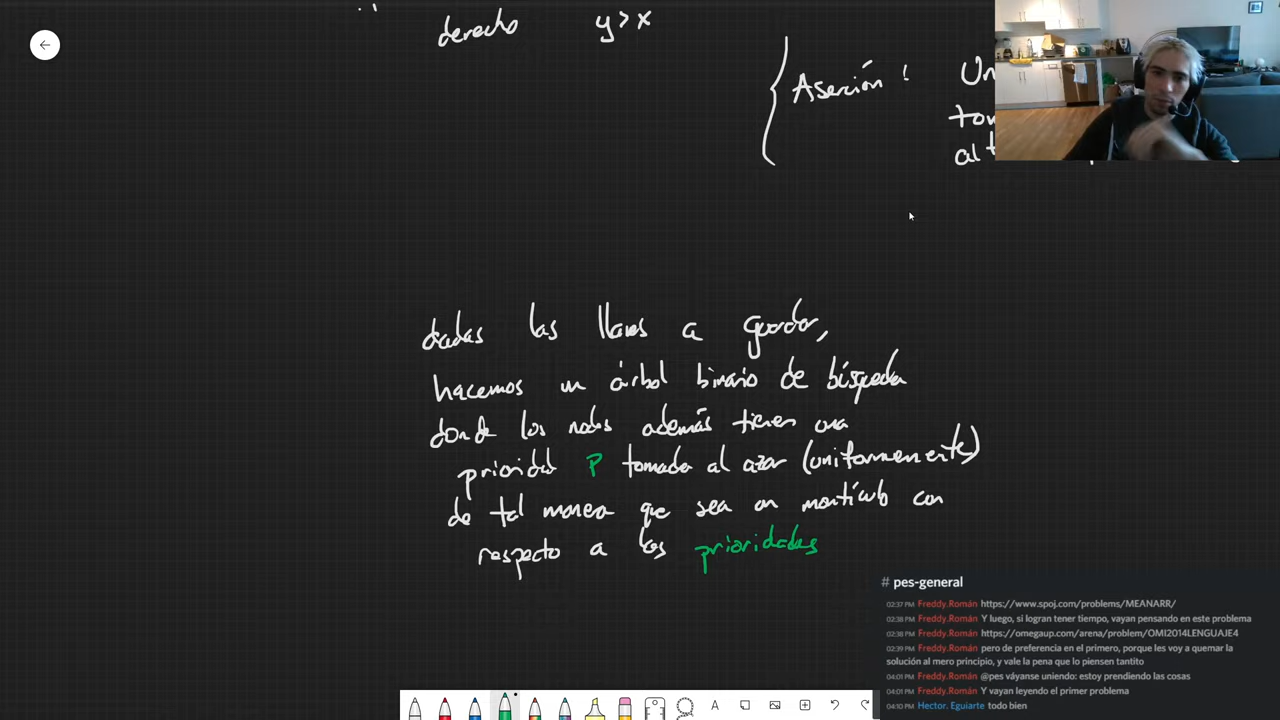 derecho y > x
Aserción! Un
tom
al t
dadas las llaves a guardar,
hacemos un árbol binario de búsqueda
donde los nodos además tienen una
prioridad P tomada al azar (uniformemente)
de tal manera que sea un montículo con
respecto a las prioridades
# pes-general
02:37 PM Freddy.Román https://www.spoj.com/problems/MEANARR/
02:38 PM Freddy.Román Y luego, si logran tener tiempo, vayan pensando en este problema
02:38 PM Freddy.Román https://omegaup.com/arena/problem/OMI2014LENGUAJE4
02:39 PM Freddy.Román pero de preferencia en el primero, porque les voy a quemar la
solución al mero principio, y vale la pena que lo piensen tantito
04:01 PM Freddy.Román @pes váyanse uniendo: estoy prendiendo las cosas
04:01 PM Freddy.Román Y vayan leyendo el primer problema
04:10 PM Hector. Eguiarte todo bien
A